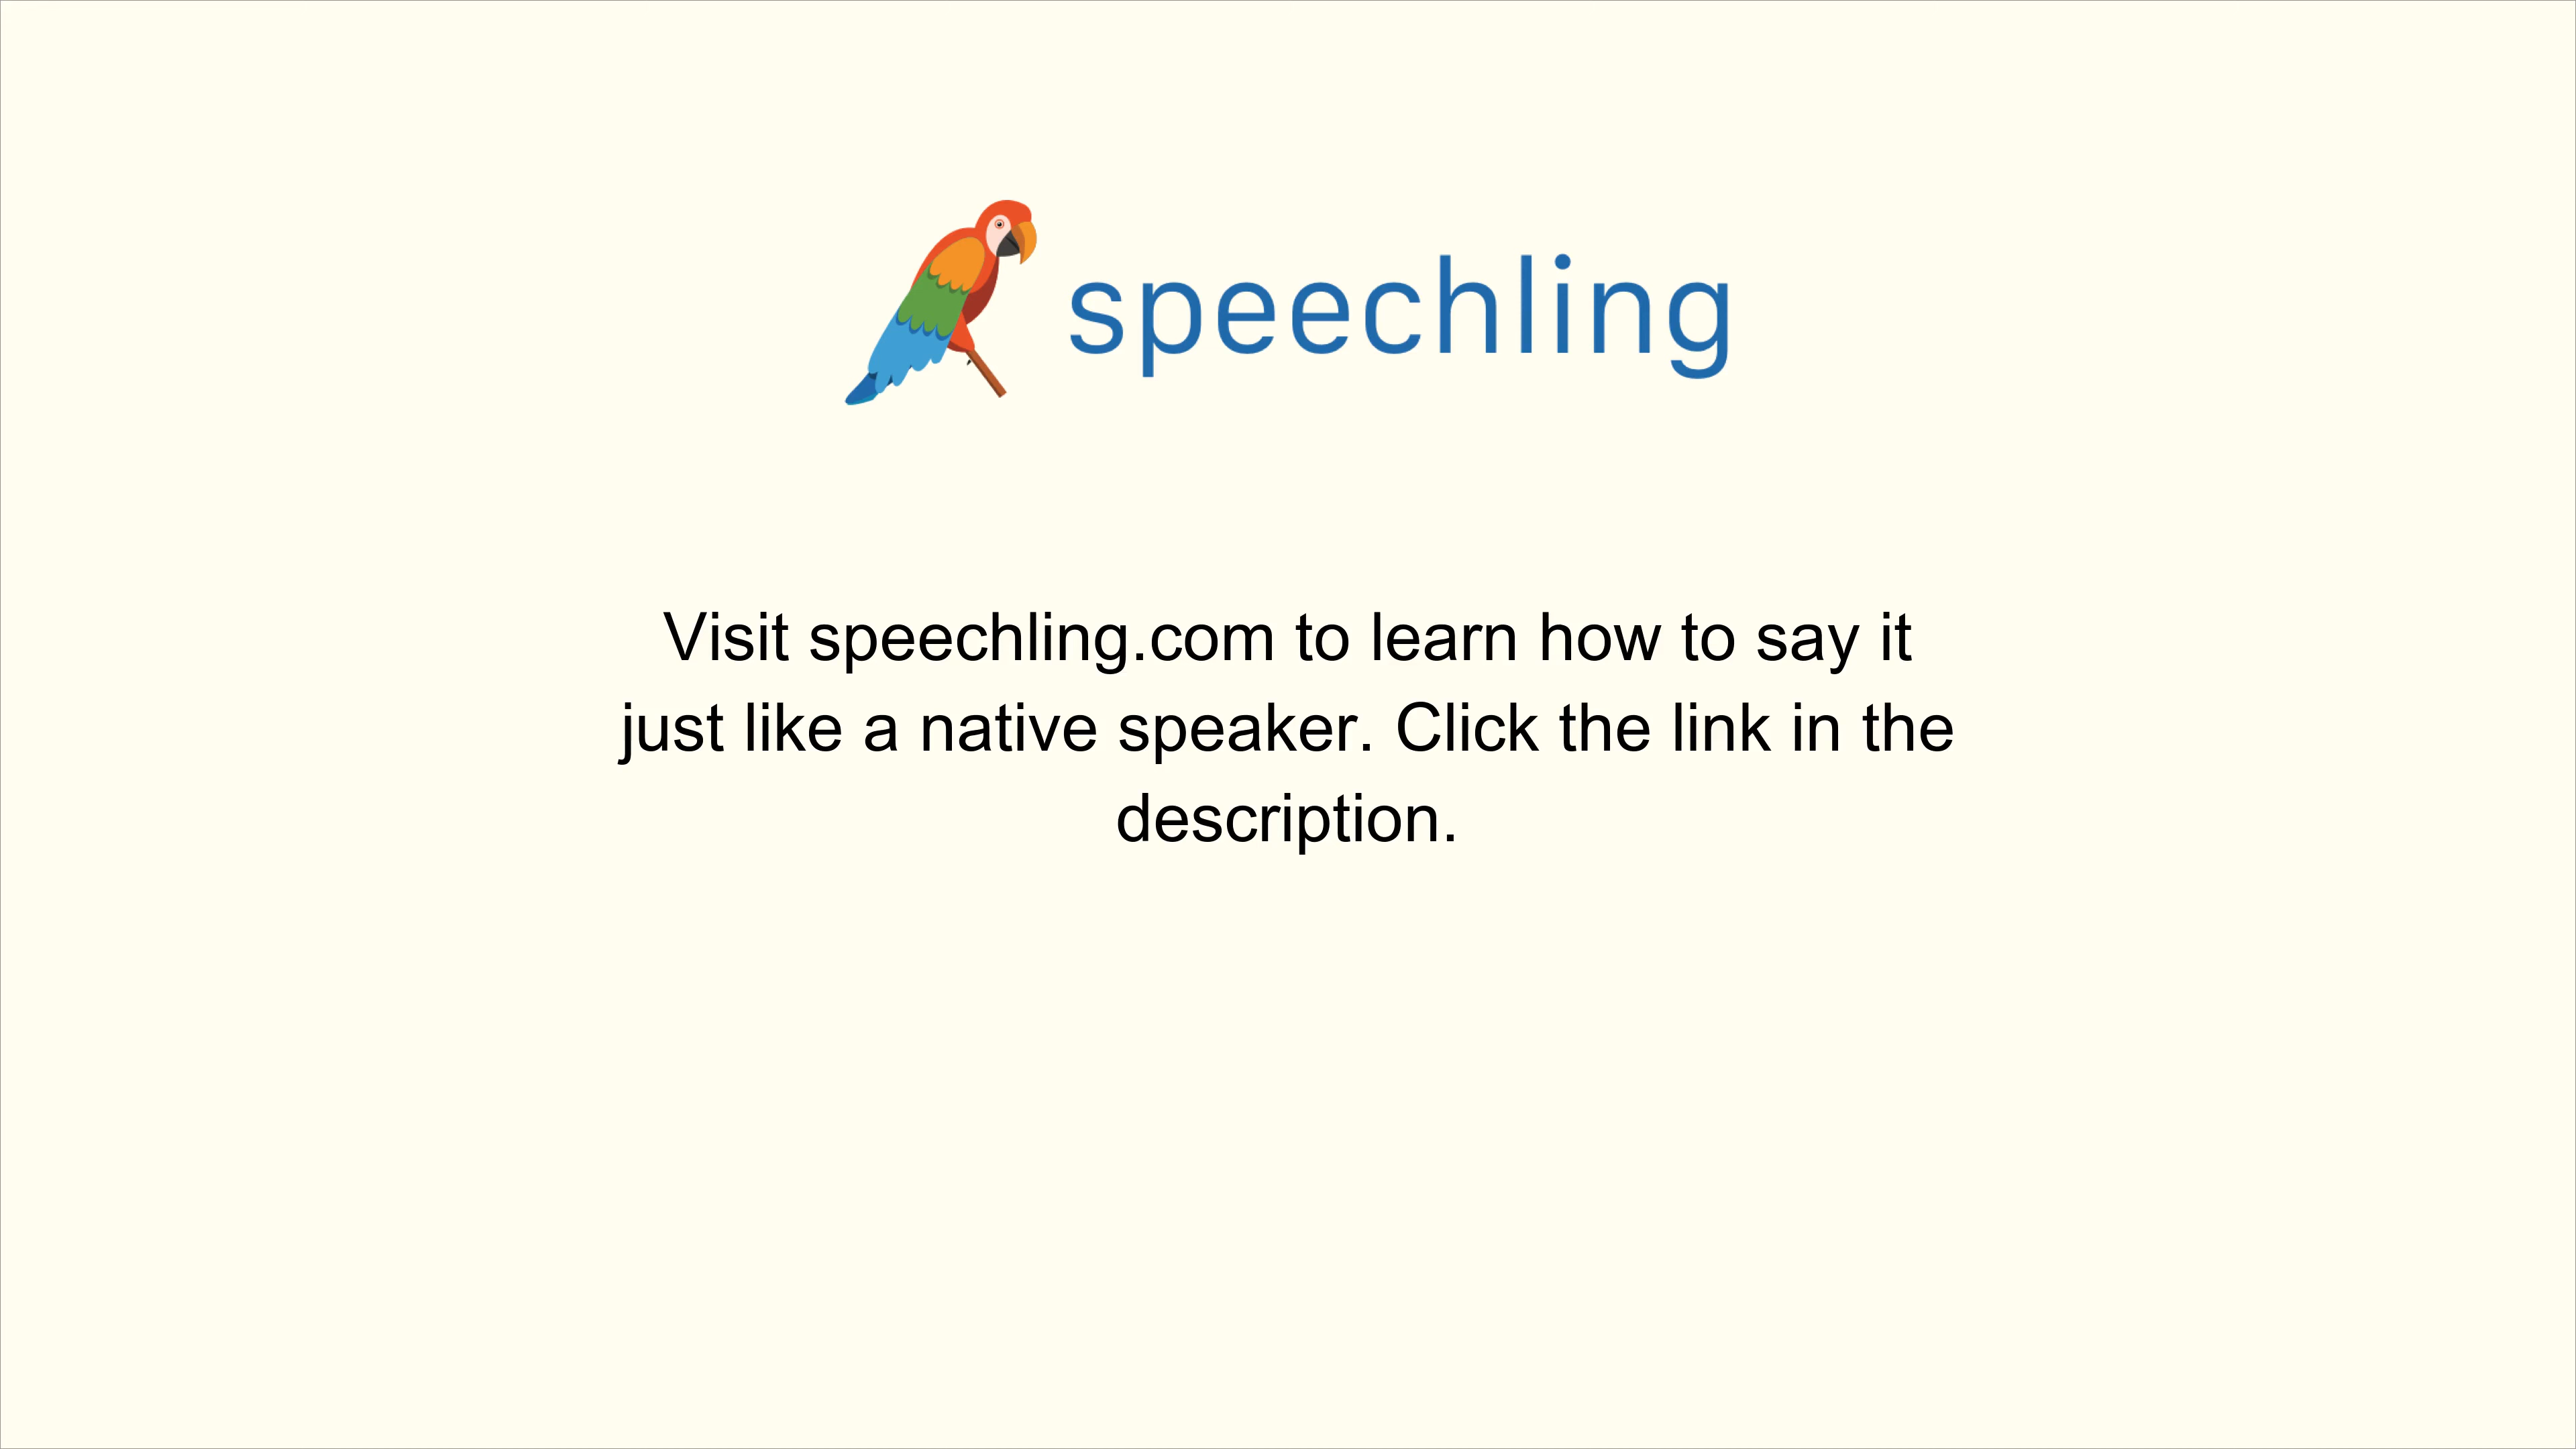 speechling
Visit speechling.com to learn how to say it
just like a native speaker. Click the link in the
description.